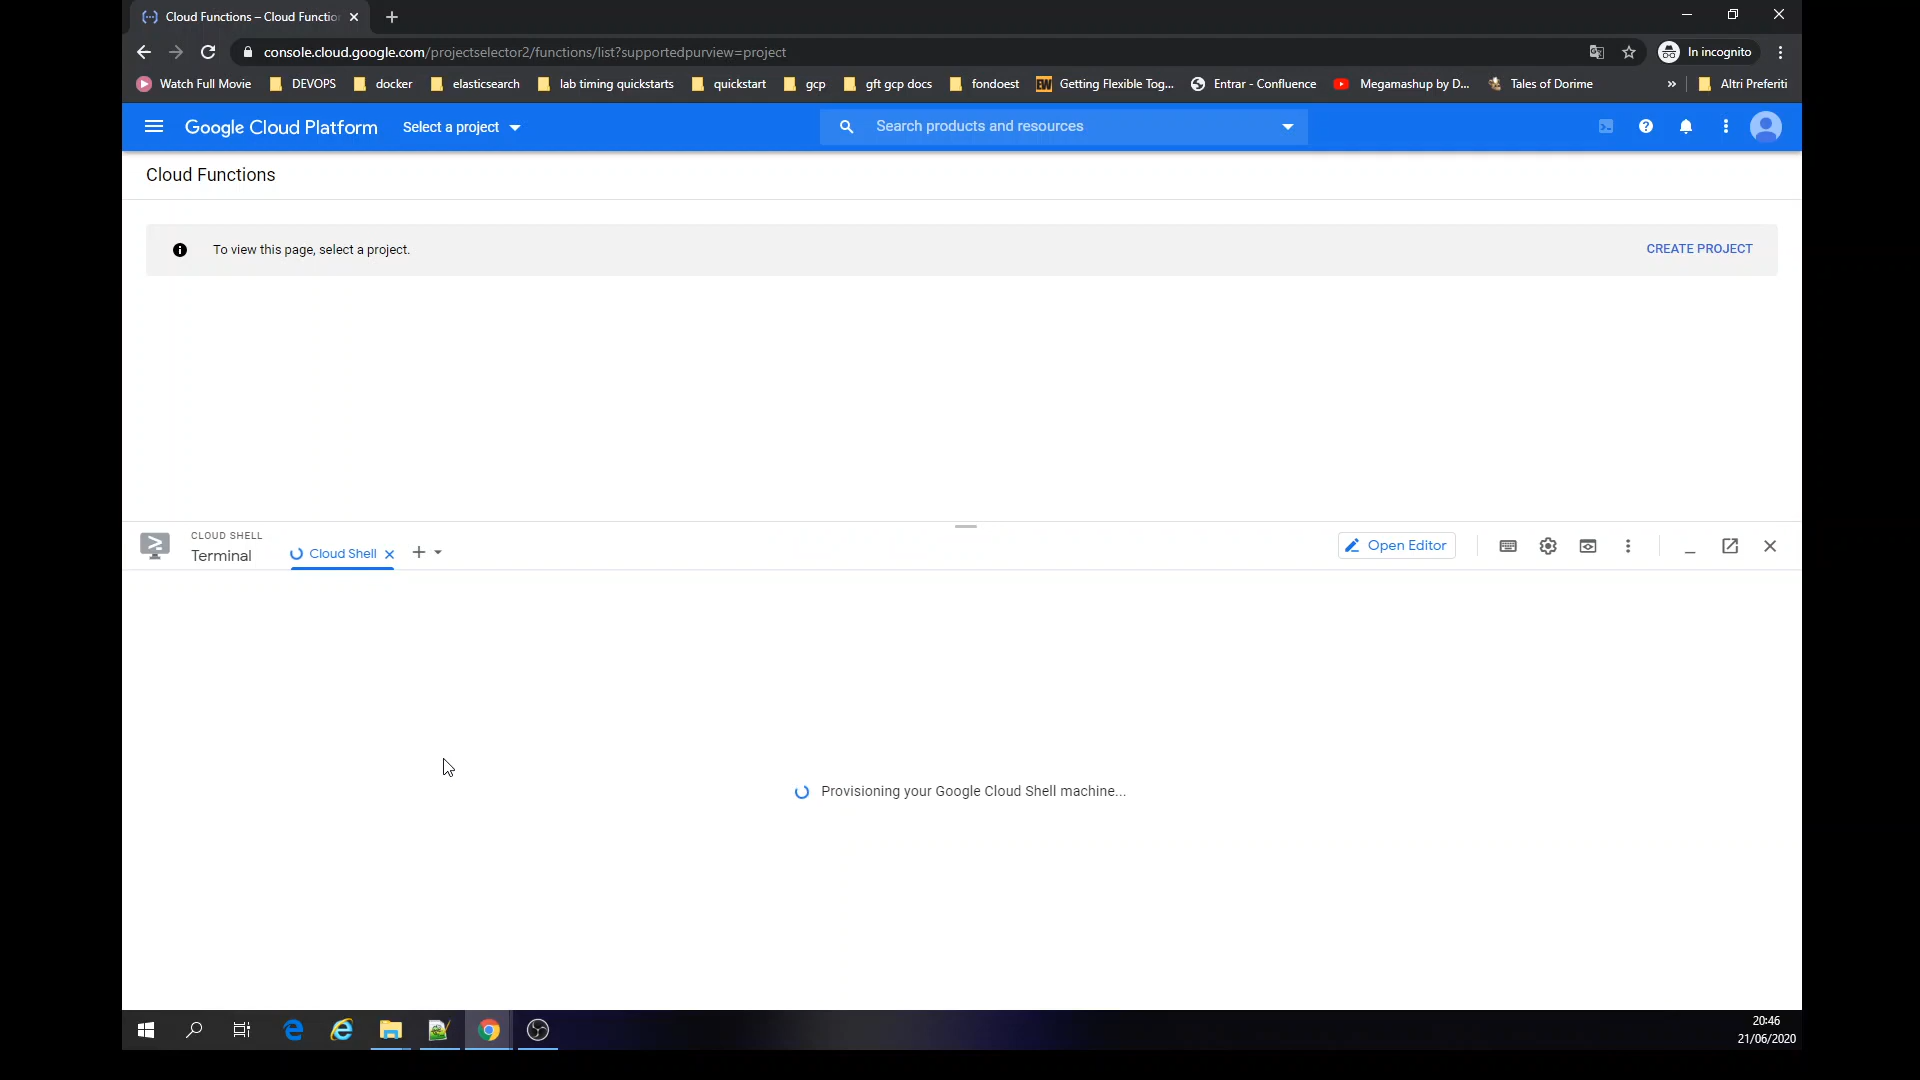 Cloud Functions – Cloud Functio
console.cloud.google.com/projectselector2/functions/list?supportedpurview=project
In incognito
Watch Full Movie DEVOPS docker elasticsearch lab timing quickstarts quickstart gcp gft gcp docs fondoest EW Getting Flexible Tog... Entrar - Confluence Megamashup by D... Tales of Dorime » Altri Preferiti
Google Cloud Platform Select a project Search products and resources
Cloud Functions
To view this page, select a project. CREATE PROJECT
CLOUD SHELL
Terminal Cloud Shell Open Editor
Provisioning your Google Cloud Shell machine...
20:46
21/06/2020